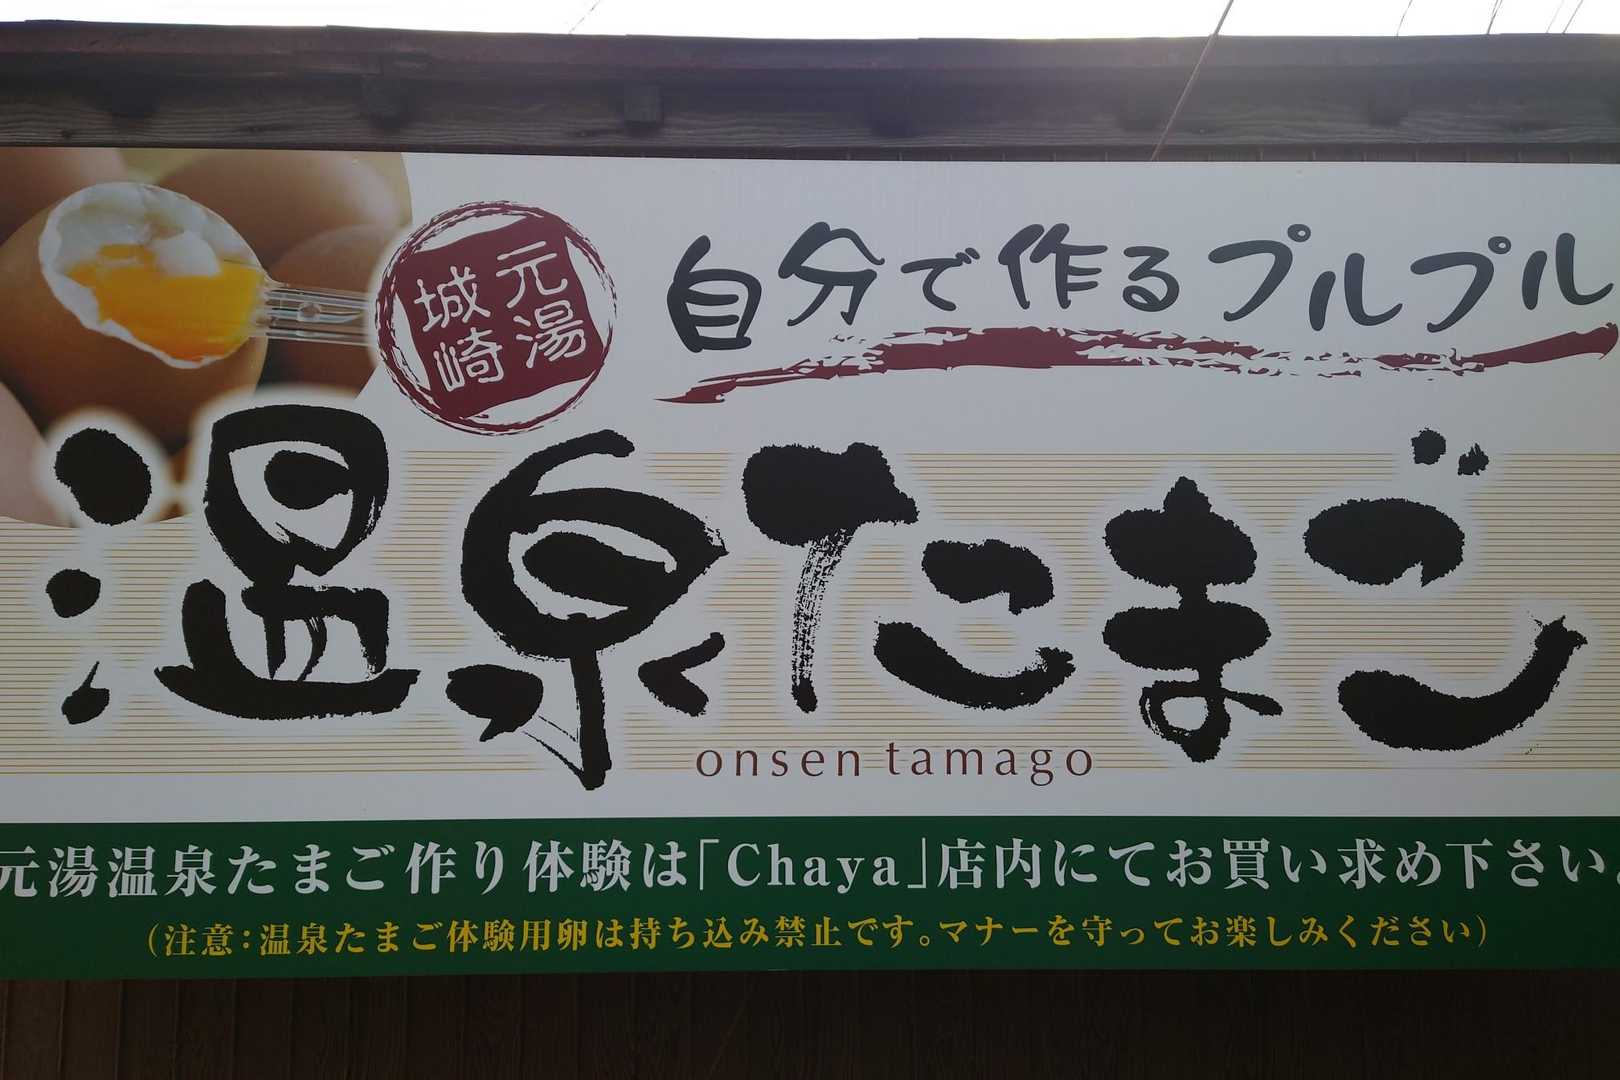 城崎
元湯
自分で作るプルプル
温泉たまご
onsen tamago
元湯温泉たまご作り体験は「Chaya」店内にてお買い求め下さい。
（注意：温泉たまご体験用卵は持ち込み禁止です。マナーを守ってお楽しみください）